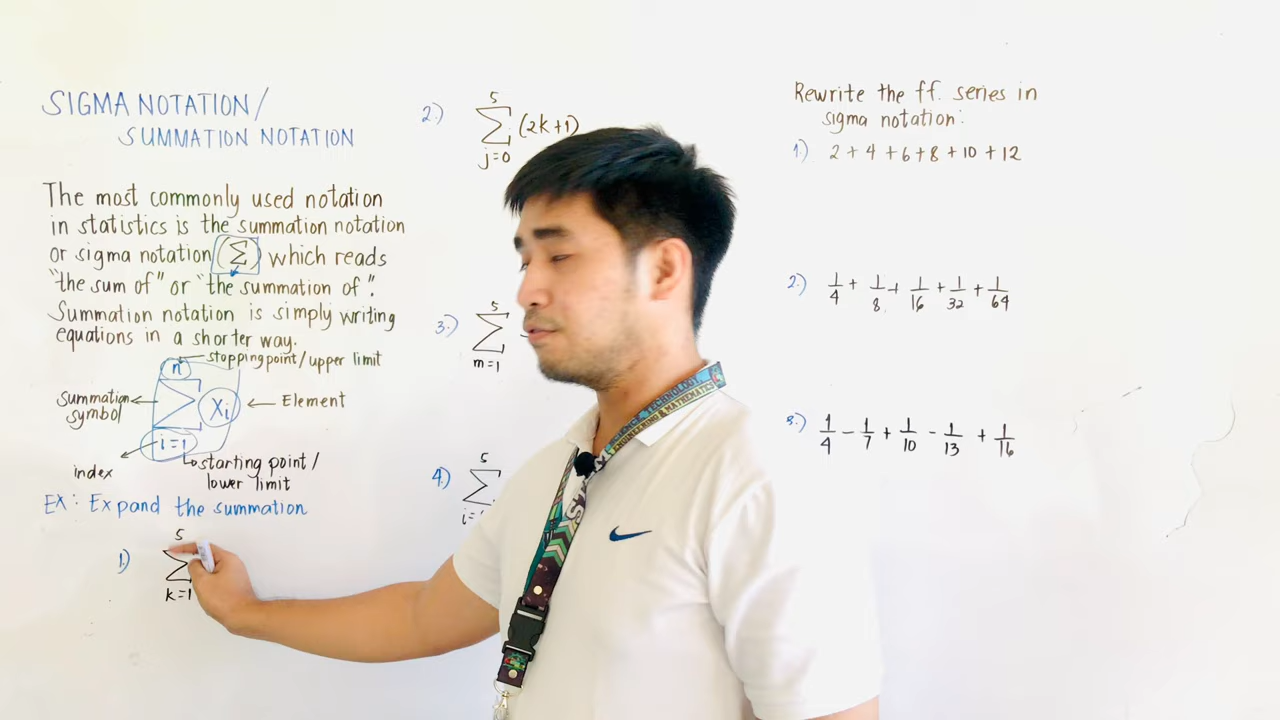 SIGMA NOTATION/
SUMMATION NOTATION
The most commonly used notation
in statistics is the summation notation
or sigma notation (Σ) which reads
"the sum of" or "the summation of".
Summation notation is simply writing
equations in a shorter way.
n
stopping point/upper limit
Summation
symbol
Σ
Xi
Element
i=1
index
starting point/
lower limit
Ex: Expand the summation
1.)
5
Σ
k=1
2.)
5
Σ (2k+1)
j=0
3.)
5
Σ
m=1
4.)
5
Σ
Rewrite the ff. series in
sigma notation:
1.) 2+4+6+8+10+12
2.) 1/4 + 1/8 + 1/16 + 1/32 + 1/64
3.) 1/4 - 1/7 + 1/10 - 1/13 + 1/16
SCIENCE TECHNOLOGY
ENGINEERING & MATHEMATICS